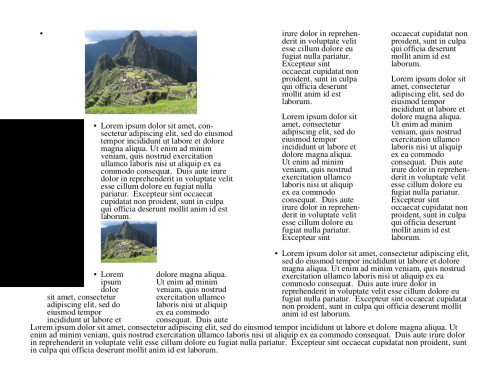 •
• Lorem ipsum dolor sit amet, con-
sectetur adipiscing elit, sed do eiusmod
tempor incididunt ut labore et dolore
magna aliqua. Ut enim ad minim
veniam, quis nostrud exercitation
ullamco laboris nisi ut aliquip ex ea
commodo consequat. Duis aute irure
dolor in reprehenderit in voluptate velit
esse cillum dolore eu fugiat nulla
pariatur. Excepteur sint occaecat
cupidatat non proident, sunt in culpa
qui officia deserunt mollit anim id est
laborum.
• Lorem
ipsum
dolor
sit amet, consectetur
adipiscing elit, sed do
eiusmod tempor
incididunt ut labore et
dolore magna aliqua.
Ut enim ad minim
veniam, quis nostrud
exercitation ullamco
laboris nisi ut aliquip
ex ea commodo
consequat. Duis aute
irure dolor in reprehen-
derit in voluptate velit
esse cillum dolore eu
fugiat nulla pariatur.
Excepteur sint
occaecat cupidatat non
proident, sunt in culpa
qui officia deserunt
mollit anim id est
laborum.
Lorem ipsum dolor sit
amet, consectetur
adipiscing elit, sed do
eiusmod tempor
incididunt ut labore et
dolore magna aliqua.
Ut enim ad minim
veniam, quis nostrud
exercitation ullamco
laboris nisi ut aliquip
ex ea commodo
consequat. Duis aute
irure dolor in reprehen-
derit in voluptate velit
esse cillum dolore eu
fugiat nulla pariatur.
Excepteur sint
occaecat cupidatat non
proident, sunt in culpa
qui officia deserunt
mollit anim id est
laborum.
Lorem ipsum dolor sit
amet, consectetur
adipiscing elit, sed do
eiusmod tempor
incididunt ut labore et
dolore magna aliqua.
Ut enim ad minim
veniam, quis nostrud
exercitation ullamco
laboris nisi ut aliquip
ex ea commodo
consequat. Duis aute
irure dolor in reprehen-
derit in voluptate velit
esse cillum dolore eu
fugiat nulla pariatur.
Excepteur sint occaecat
cupidatat non
proident, sunt in culpa
qui officia deserunt
mollit anim id est
laborum.
• Lorem ipsum dolor sit amet, consectetur adipiscing elit,
sed do eiusmod tempor incididunt ut labore et dolore
magna aliqua. Ut enim ad minim veniam, quis nostrud
exercitation ullamco laboris nisi ut aliquip ex ea
commodo consequat. Duis aute irure dolor in
reprehenderit in voluptate velit esse cillum dolore eu
fugiat nulla pariatur. Excepteur sint occaecat cupidatat
non proident, sunt in culpa qui officia deserunt mollit
anim id est laborum.
Lorem ipsum dolor sit amet, consectetur adipiscing elit, sed do eiusmod tempor incididunt ut labore et dolore magna aliqua. Ut
enim ad minim veniam, quis nostrud exercitation ullamco laboris nisi ut aliquip ex ea commodo consequat. Duis aute irure dolor
in reprehenderit in voluptate velit esse cillum dolore eu fugiat nulla pariatur. Excepteur sint occaecat cupidatat non proident, sunt
in culpa qui officia deserunt mollit anim id est laborum.